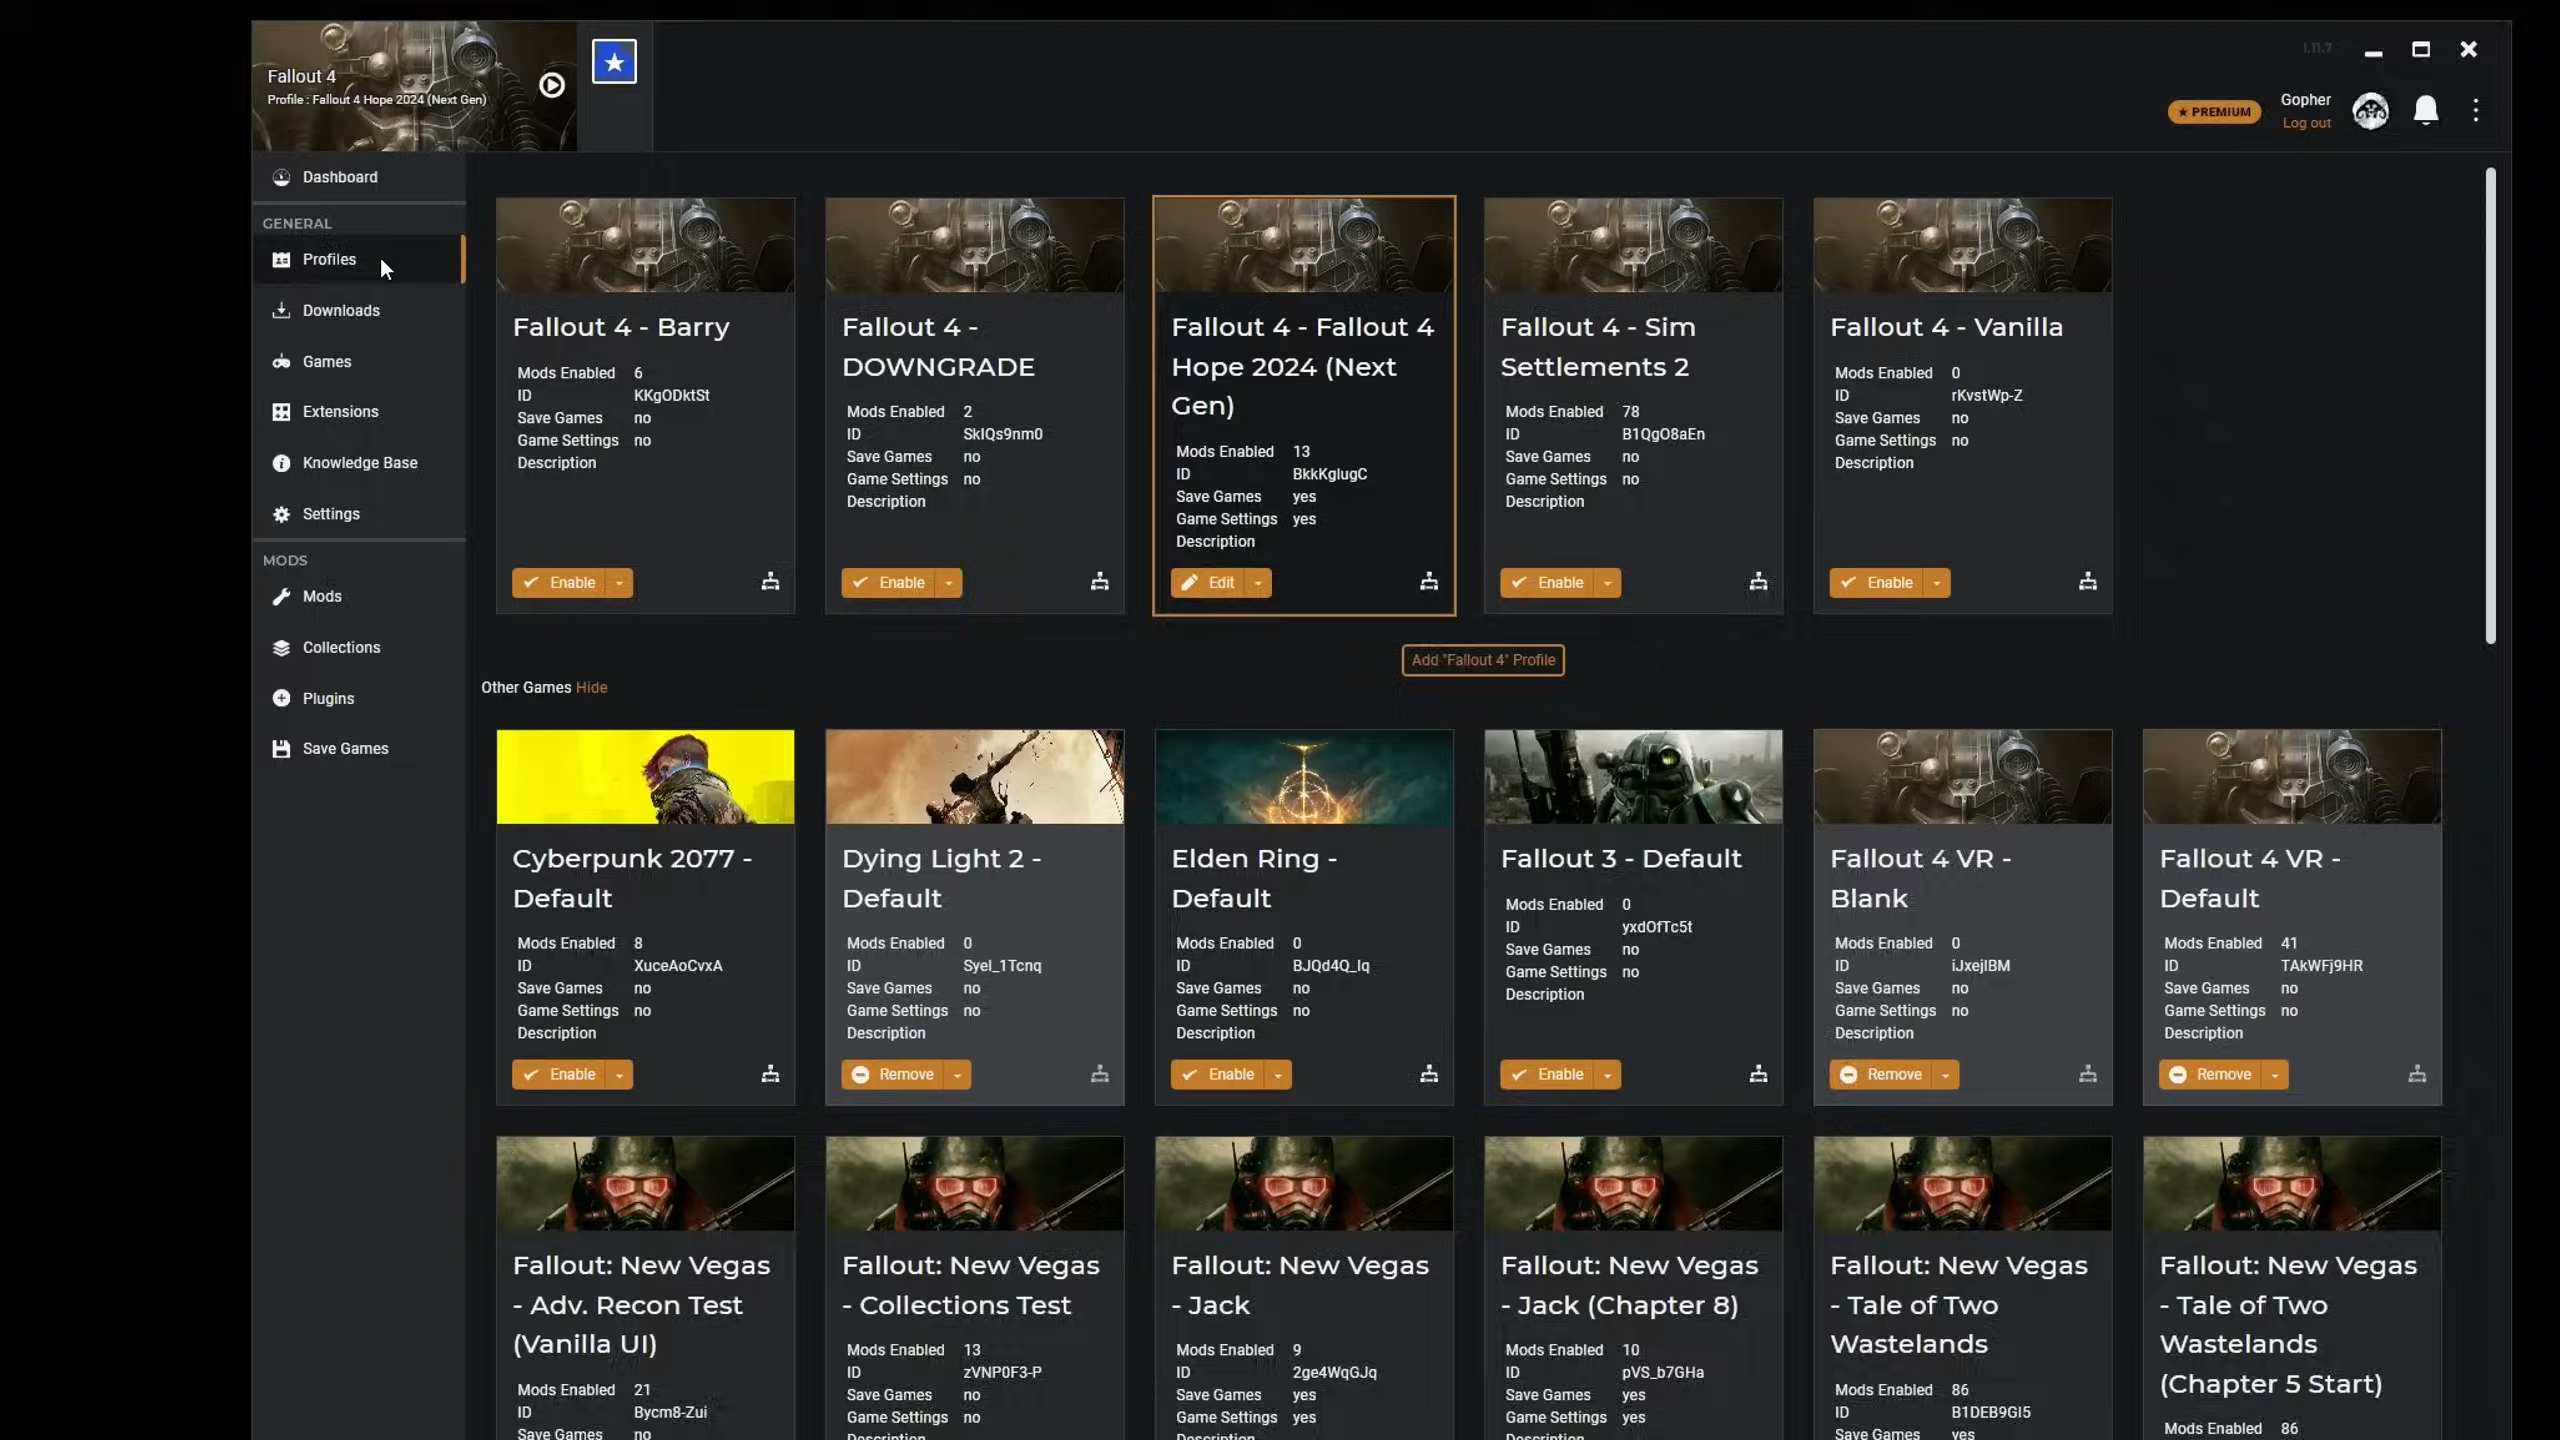 Fallout 4
Profile : Fallout 4 Hope 2024 (Next Gen)
1.11.7
PREMIUM
Gopher
Log out
Dashboard
GENERAL
Profiles
Downloads
Games
Extensions
Knowledge Base
Settings
MODS
Mods
Collections
Plugins
Save Games
Fallout 4 - Barry
Mods Enabled 6
ID KKgODktSt
Save Games no
Game Settings no
Description
Enable
Fallout 4 -
DOWNGRADE
Mods Enabled 2
ID SkIQs9nm0
Save Games no
Game Settings no
Description
Enable
Fallout 4 - Fallout 4
Hope 2024 (Next
Gen)
Mods Enabled 13
ID BkkKglugC
Save Games yes
Game Settings yes
Description
Edit
Fallout 4 - Sim
Settlements 2
Mods Enabled 78
ID B1QgO8aEn
Save Games no
Game Settings no
Description
Enable
Fallout 4 - Vanilla
Mods Enabled 0
ID rKvstWp-Z
Save Games no
Game Settings no
Description
Enable
Add "Fallout 4" Profile
Other Games Hide
Cyberpunk 2077 -
Default
Mods Enabled 8
ID XuceAoCvxA
Save Games no
Game Settings no
Description
Enable
Dying Light 2 -
Default
Mods Enabled 0
ID Syel_1Tcnq
Save Games no
Game Settings no
Description
Remove
Elden Ring -
Default
Mods Enabled 0
ID BJQd4Q_lq
Save Games no
Game Settings no
Description
Enable
Fallout 3 - Default
Mods Enabled 0
ID yxdOfTc5t
Save Games no
Game Settings no
Description
Enable
Fallout 4 VR -
Blank
Mods Enabled 0
ID iJxejIBM
Save Games no
Game Settings no
Description
Remove
Fallout 4 VR -
Default
Mods Enabled 41
ID TAkWFj9HR
Save Games no
Game Settings no
Description
Remove
Fallout: New Vegas
- Adv. Recon Test
(Vanilla UI)
Mods Enabled 21
ID Bycm8-Zui
Save Games no
Fallout: New Vegas
- Collections Test
Mods Enabled 13
ID zVNP0F3-P
Save Games no
Game Settings no
Description
Fallout: New Vegas
- Jack
Mods Enabled 9
ID 2ge4WqGJq
Save Games yes
Game Settings yes
Description
Fallout: New Vegas
- Jack (Chapter 8)
Mods Enabled 10
ID pVS_b7GHa
Save Games yes
Game Settings yes
Description
Fallout: New Vegas
- Tale of Two
Wastelands
Mods Enabled 86
ID B1DEB9GI5
Save Games yes
Fallout: New Vegas
- Tale of Two
Wastelands
(Chapter 5 Start)
Mods Enabled 86